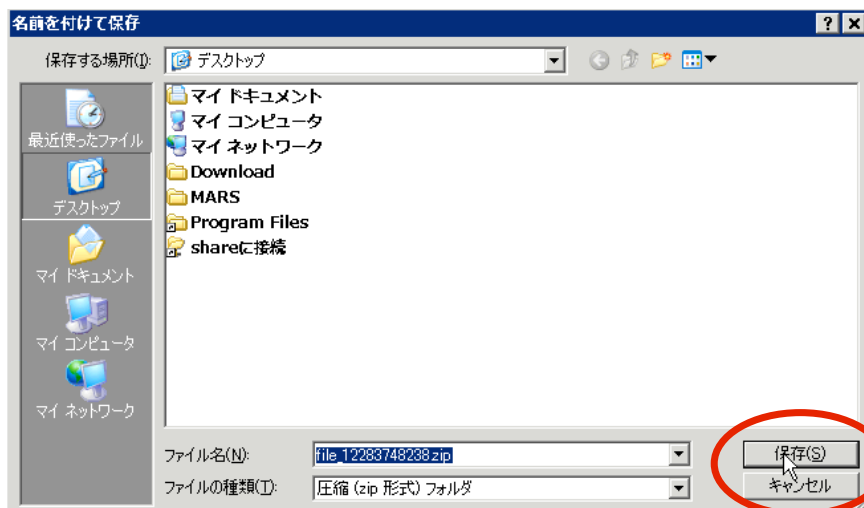 名前を付けて保存
保存する場所(I):
デスクトップ
最近使ったファイル
デスクトップ
マイ ドキュメント
マイ コンピュータ
マイ ネットワーク
マイ ドキュメント
マイ コンピュータ
マイ ネットワーク
Download
MARS
Program Files
shareに接続
ファイル名(N):
file_12283748238.zip
保存(S)
ファイルの種類(T):
圧縮 (zip 形式) フォルダ
キャンセル